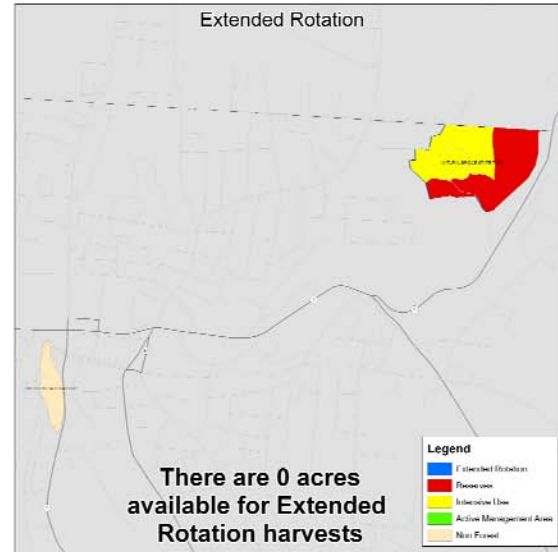 Extended Rotation
There are 0 acres
available for Extended
Rotation harvests
Legend
Extended Rotation
Reserves
Intensive Use
Active Management Area
Non Forest